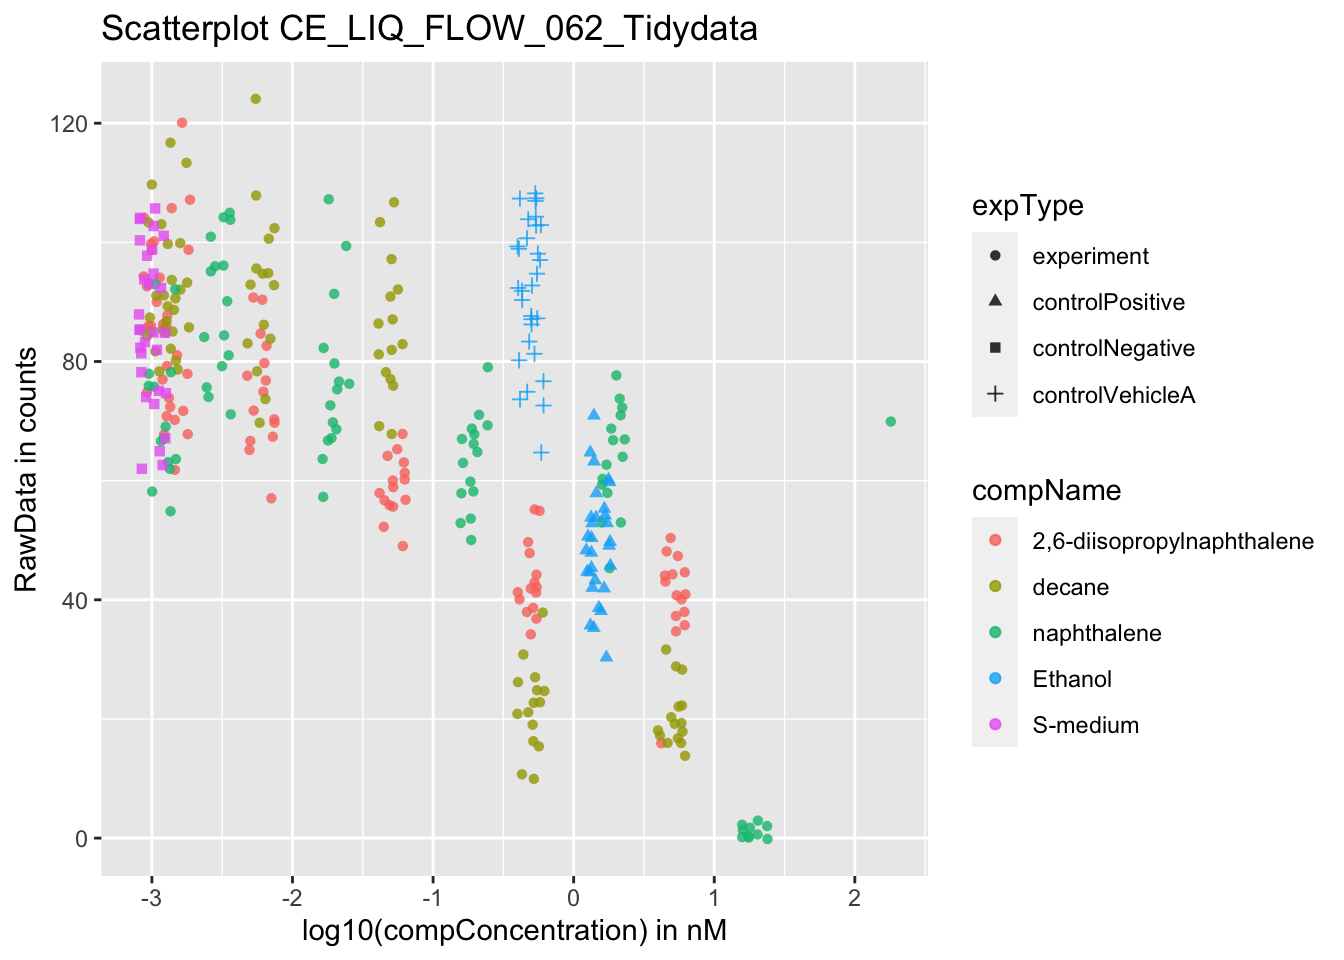 Scatterplot CE_LIQ_FLOW_062_Tidydata
RawData in counts
120
80
40
0
-3 -2 -1 0 1 2
log10(compConcentration) in nM
expType
experiment
controlPositive
controlNegative
controlVehicleA
compName
2,6-diisopropylnaphthalene
decane
naphthalene
Ethanol
S-medium